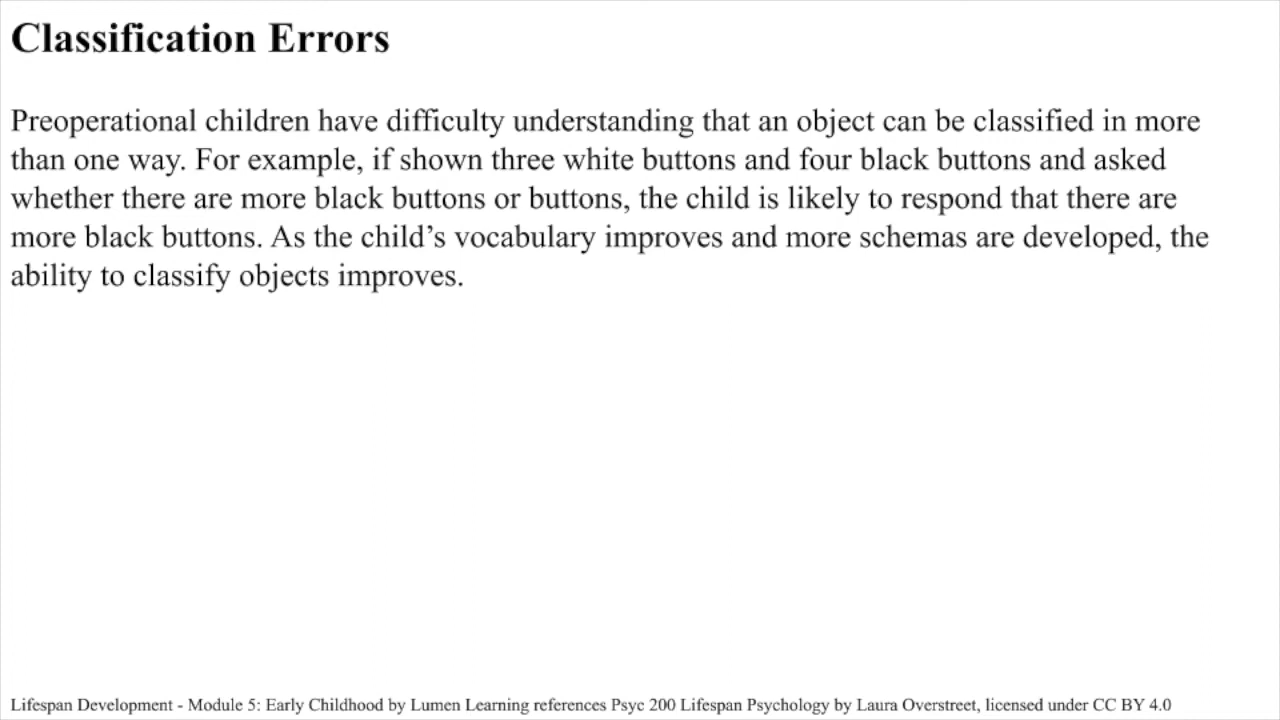 Classification Errors
Preoperational children have difficulty understanding that an object can be classified in more
than one way. For example, if shown three white buttons and four black buttons and asked
whether there are more black buttons or buttons, the child is likely to respond that there are
more black buttons. As the child’s vocabulary improves and more schemas are developed, the
ability to classify objects improves.
Lifespan Development - Module 5: Early Childhood by Lumen Learning references Psyc 200 Lifespan Psychology by Laura Overstreet, licensed under CC BY 4.0